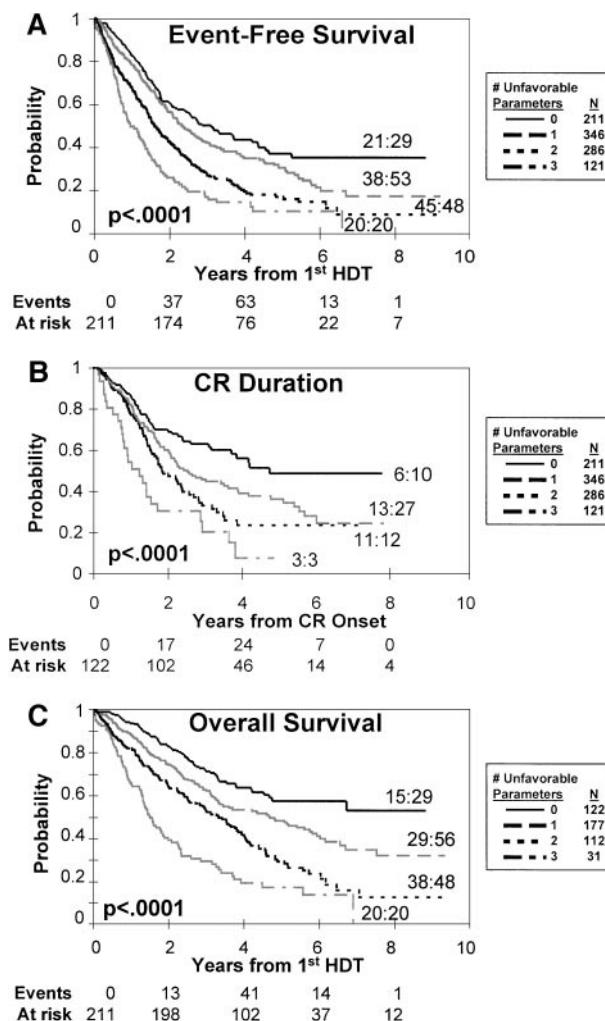 A
Event-Free Survival
Probability
1
0.8
0.6
0.4
0.2
0
21:29
38:53
45:48
20:20
p<.0001
0 2 4 6 8 10
Years from 1st HDT
Events 0 37 63 13 1
At risk 211 174 76 22 7
# Unfavorable
Parameters N
0 211
1 346
2 286
3 121
B
CR Duration
Probability
1
0.8
0.6
0.4
0.2
0
6:10
13:27
11:12
3:3
p<.0001
0 2 4 6 8 10
Years from CR Onset
Events 0 17 24 7 0
At risk 122 102 46 14 4
# Unfavorable
Parameters N
0 211
1 346
2 286
3 121
C
Overall Survival
Probability
1
0.8
0.6
0.4
0.2
0
15:29
29:56
38:48
20:20
p<.0001
0 2 4 6 8 10
Years from 1st HDT
Events 0 13 41 14 1
At risk 211 198 102 37 12
# Unfavorable
Parameters N
0 122
1 177
2 112
3 31